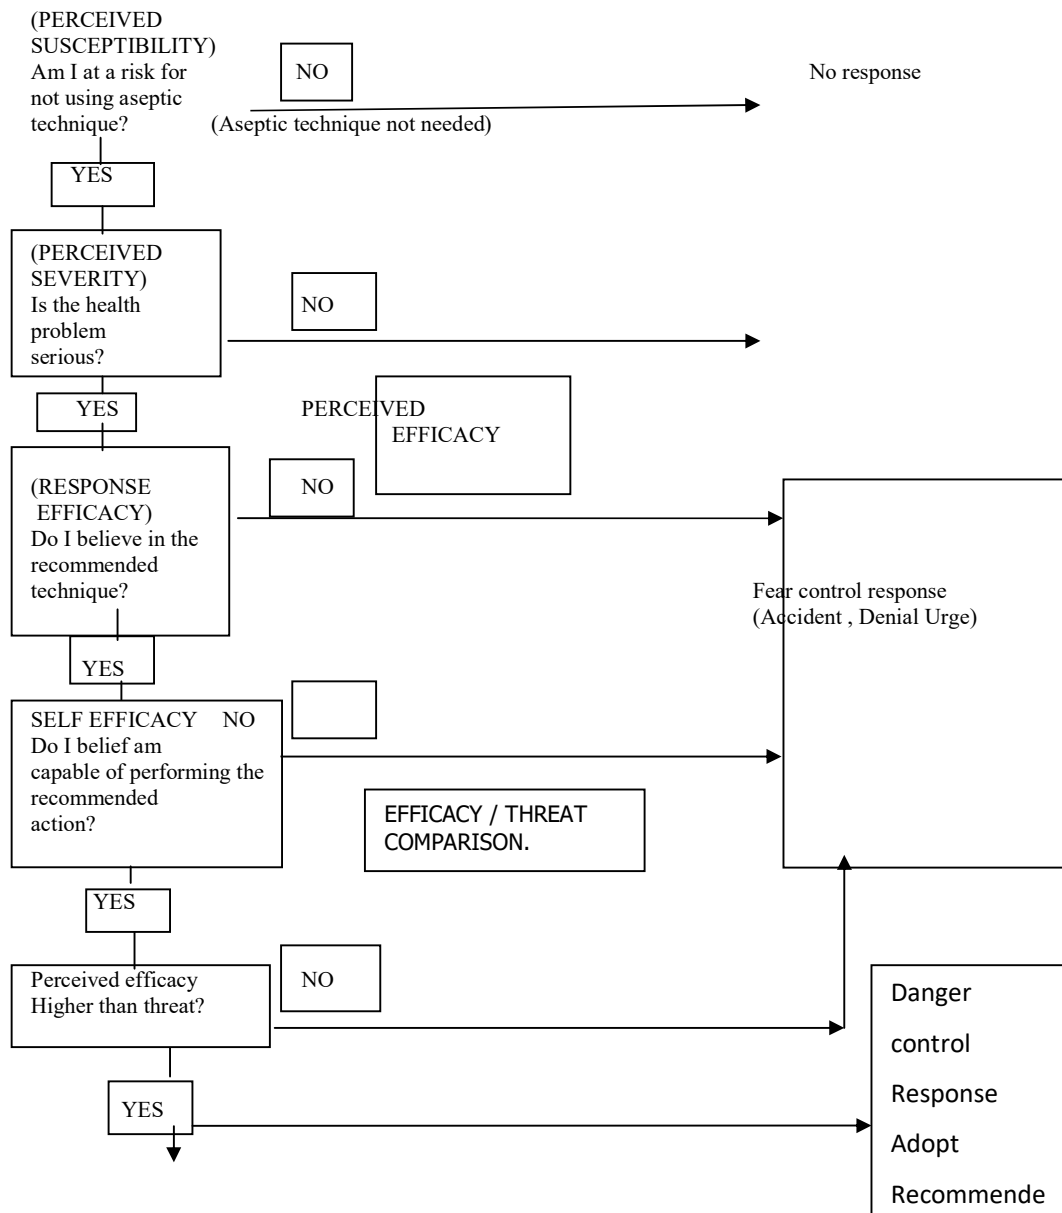 (PERCEIVED
SUSCEPTIBILITY)
Am I at a risk for
not using aseptic
technique?
NO
No response
(Aseptic technique not needed)
YES
(PERCEIVED
SEVERITY)
Is the health
problem
serious?
NO
YES
PERCEIVED
EFFICACY
(RESPONSE
EFFICACY)
Do I believe in the
recommended
technique?
NO
Fear control response
(Accident , Denial Urge)
YES
SELF EFFICACY NO
Do I belief am
capable of performing the
recommended
action?
EFFICACY / THREAT
COMPARISON.
YES
Perceived efficacy
Higher than threat?
NO
YES
Danger
control
Response
Adopt
Recommende